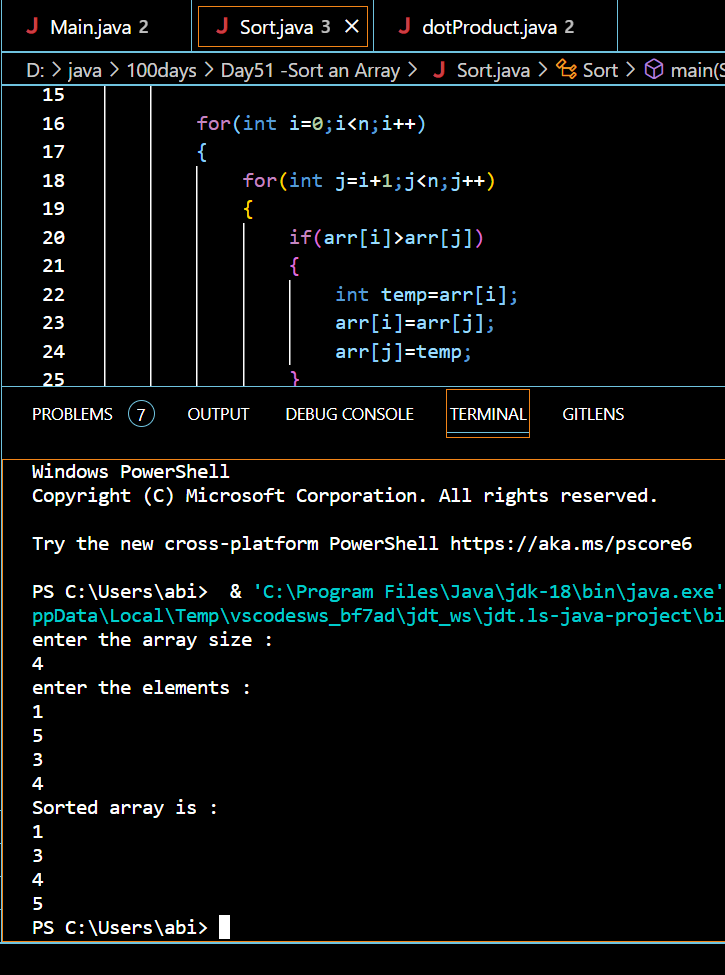 J Main.java 2 J Sort.java 3 × J dotProduct.java 2
D: > java > 100days > Day51 -Sort an Array > J Sort.java > Sort > main(S
15
16 for(int i=0;i<n;i++)
17 {
18 for(int j=i+1;j<n;j++)
19 {
20 if(arr[i]>arr[j])
21 {
22 int temp=arr[i];
23 arr[i]=arr[j];
24 arr[j]=temp;
25 }
PROBLEMS 7 OUTPUT DEBUG CONSOLE TERMINAL GITLENS
Windows PowerShell
Copyright (C) Microsoft Corporation. All rights reserved.
Try the new cross-platform PowerShell https://aka.ms/pscore6
PS C:\Users\abi>  & 'C:\Program Files\Java\jdk-18\bin\java.exe'
ppData\Local\Temp\vscodesws_bf7ad\jdt_ws\jdt.ls-java-project\bi
enter the array size :
4
enter the elements :
1
5
3
4
Sorted array is :
1
3
4
5
PS C:\Users\abi>